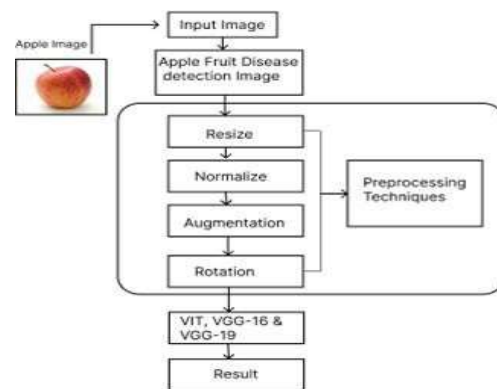 Input Image
Apple Image
Apple Fruit Disease
detection Image
Resize
Normalize
Preprocessing
Techniques
Augmentation
Rotation
VIT, VGG-16 &
VGG-19
Result